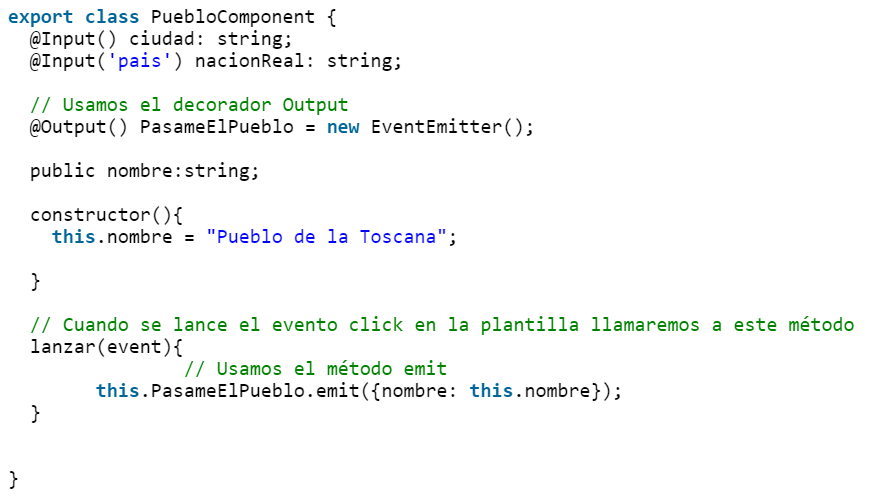 export class PuebloComponent {
@Input() ciudad: string;
@Input('pais') nacionReal: string;
// Usamos el decorador Output
@Output() PasameElPueblo = new EventEmitter();
public nombre:string;
constructor(){
this.nombre = "Pueblo de la Toscana";
}
// Cuando se lance el evento click en la plantilla llamaremos a este método
lanzar(event){
// Usamos el método emit
this.PasameElPueblo.emit({nombre: this.nombre});
}
}